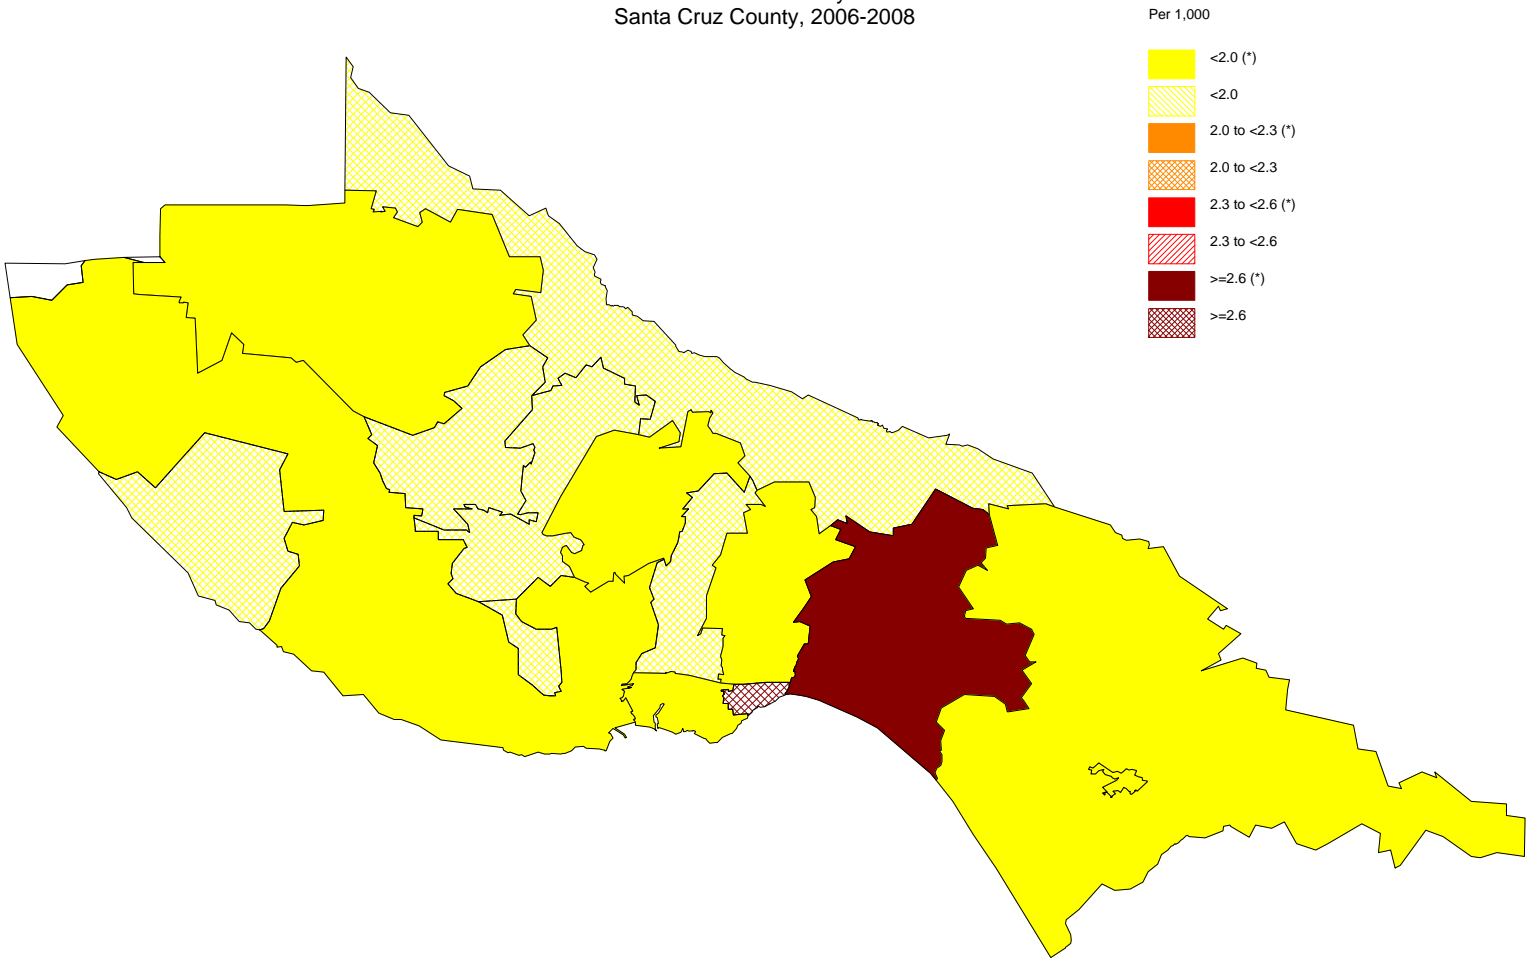 Santa Cruz County, 2006-2008
Per 1,000
<2.0 (*)
<2.0
2.0 to <2.3 (*)
2.0 to <2.3
2.3 to <2.6 (*)
2.3 to <2.6
>=2.6 (*)
>=2.6